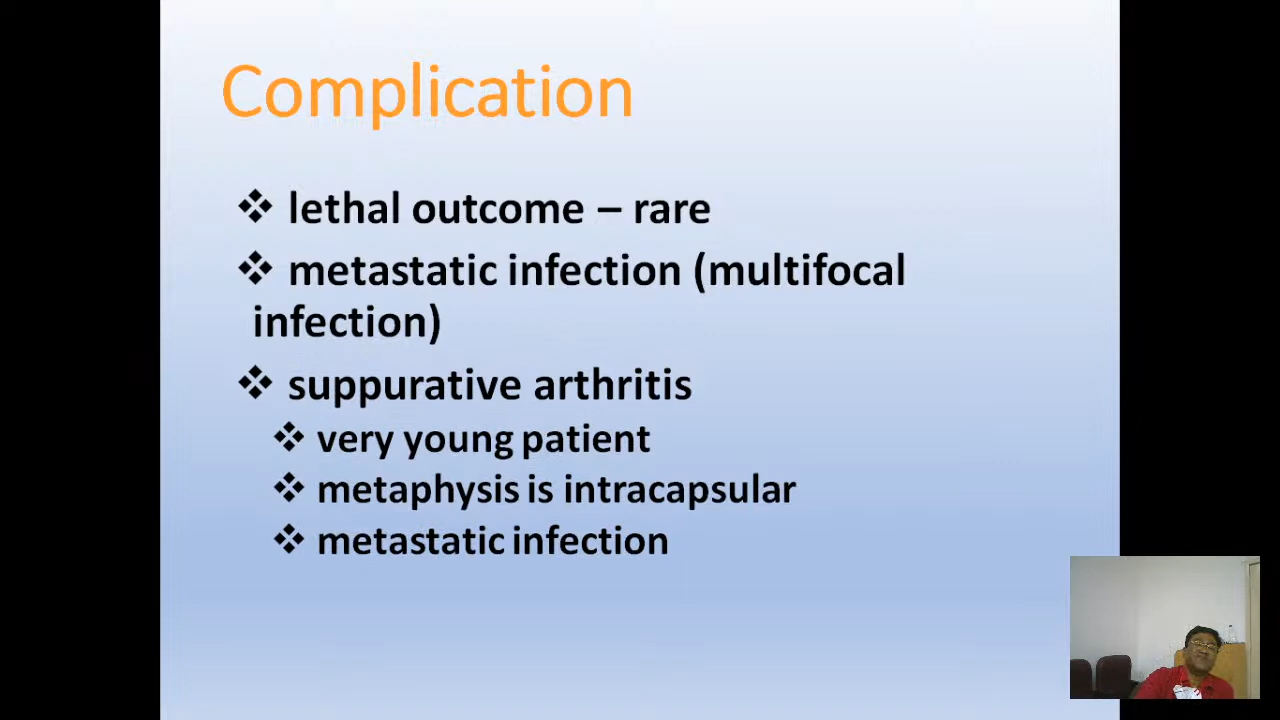 Complication
❖ lethal outcome – rare
❖ metastatic infection (multifocal
infection)
❖ suppurative arthritis
❖ very young patient
❖ metaphysis is intracapsular
❖ metastatic infection